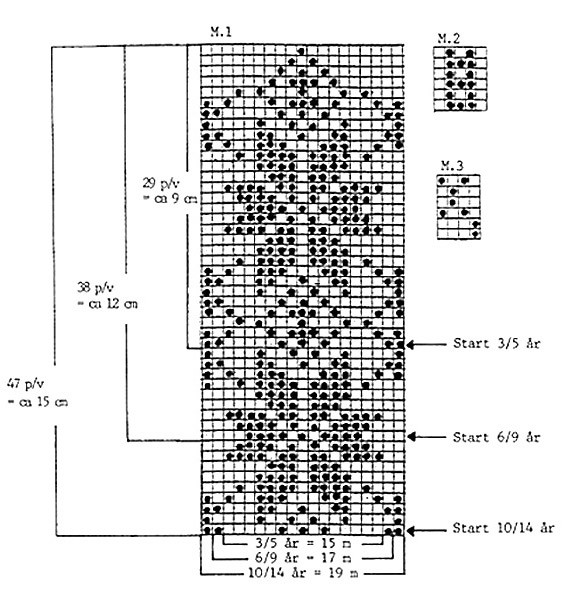 M.1
M.2
M.3
29 p/v
= ca 9 cm
38 p/v
= ca 12 cm
47 p/v
= ca 15 cm
Start 3/5 år
Start 6/9 år
Start 10/14 år
3/5 år = 15 m
6/9 år = 17 m
10/14 år = 19 m